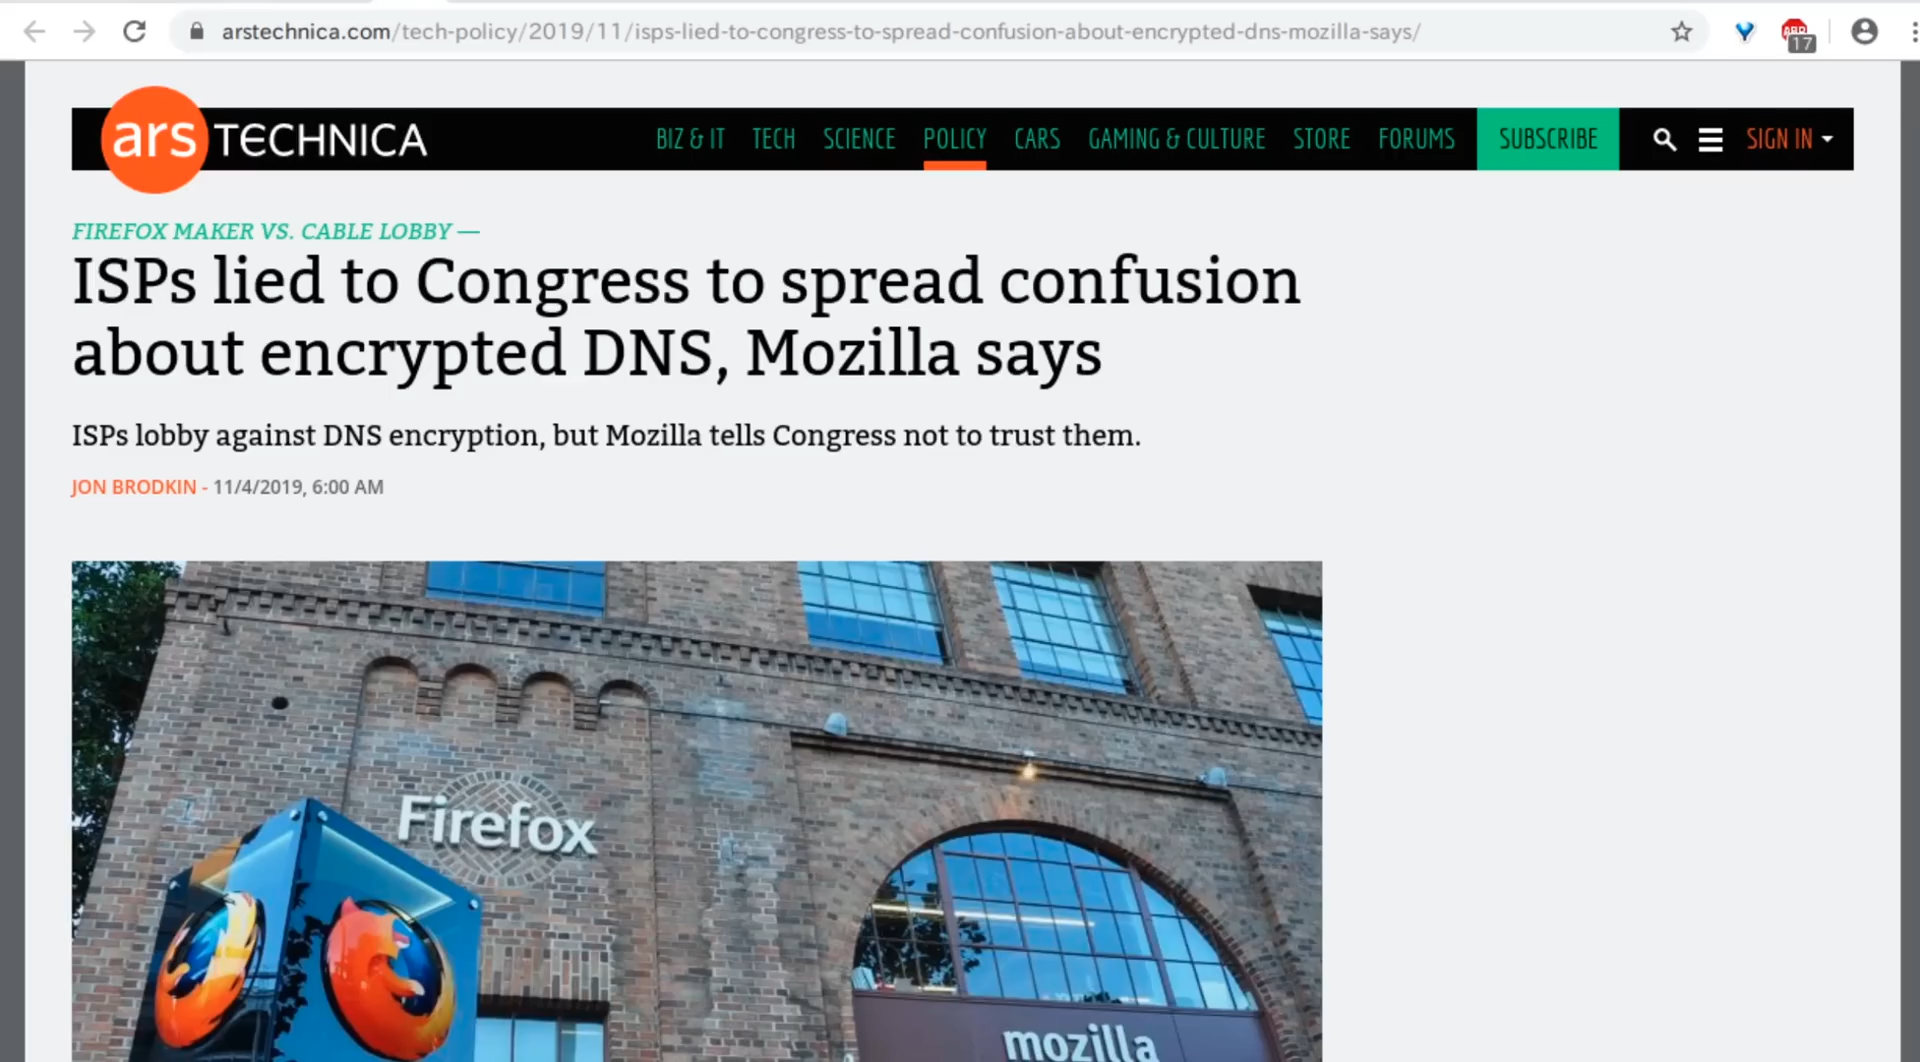 arstechnica.com/tech-policy/2019/11/isps-lied-to-congress-to-spread-confusion-about-encrypted-dns-mozilla-says/
ABP
17
ars TECHNICA
BIZ & IT TECH SCIENCE POLICY CARS GAMING & CULTURE STORE FORUMS SUBSCRIBE SIGN IN
FIREFOX MAKER VS. CABLE LOBBY —
ISPs lied to Congress to spread confusion
about encrypted DNS, Mozilla says
ISPs lobby against DNS encryption, but Mozilla tells Congress not to trust them.
JON BRODKIN - 11/4/2019, 6:00 AM
Firefox
mozilla